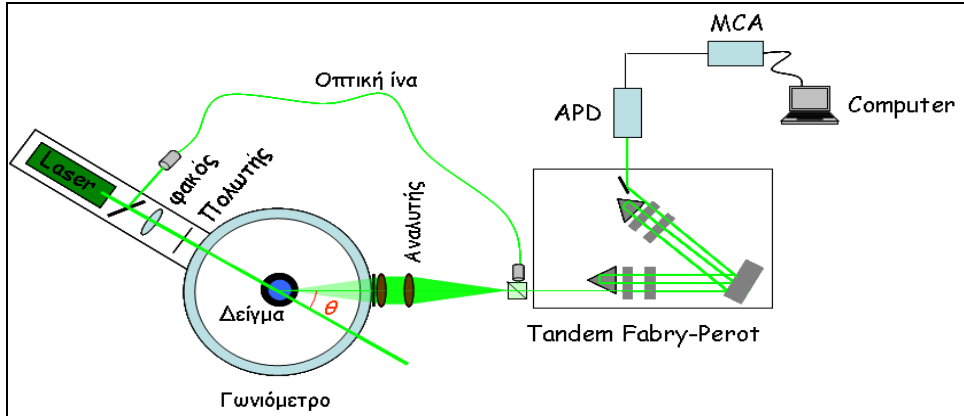 MCA
Οπτική ίνα
APD
Computer
Laser
φακός
Πολωτής
Αναλυτής
Δείγμα
θ
Tandem Fabry-Perot
Γωνιόμετρο